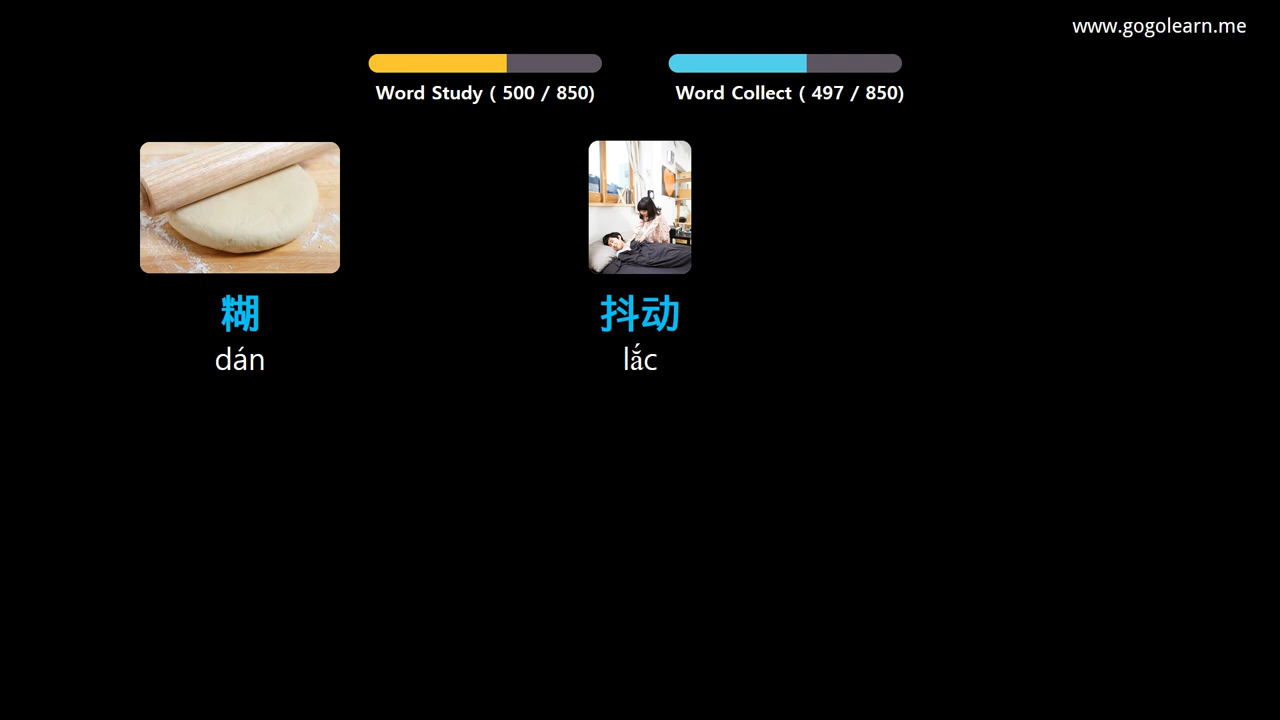 www.gogolearn.me
Word Study ( 500 / 850)
Word Collect ( 497 / 850)
糊
dán
抖动
lắc